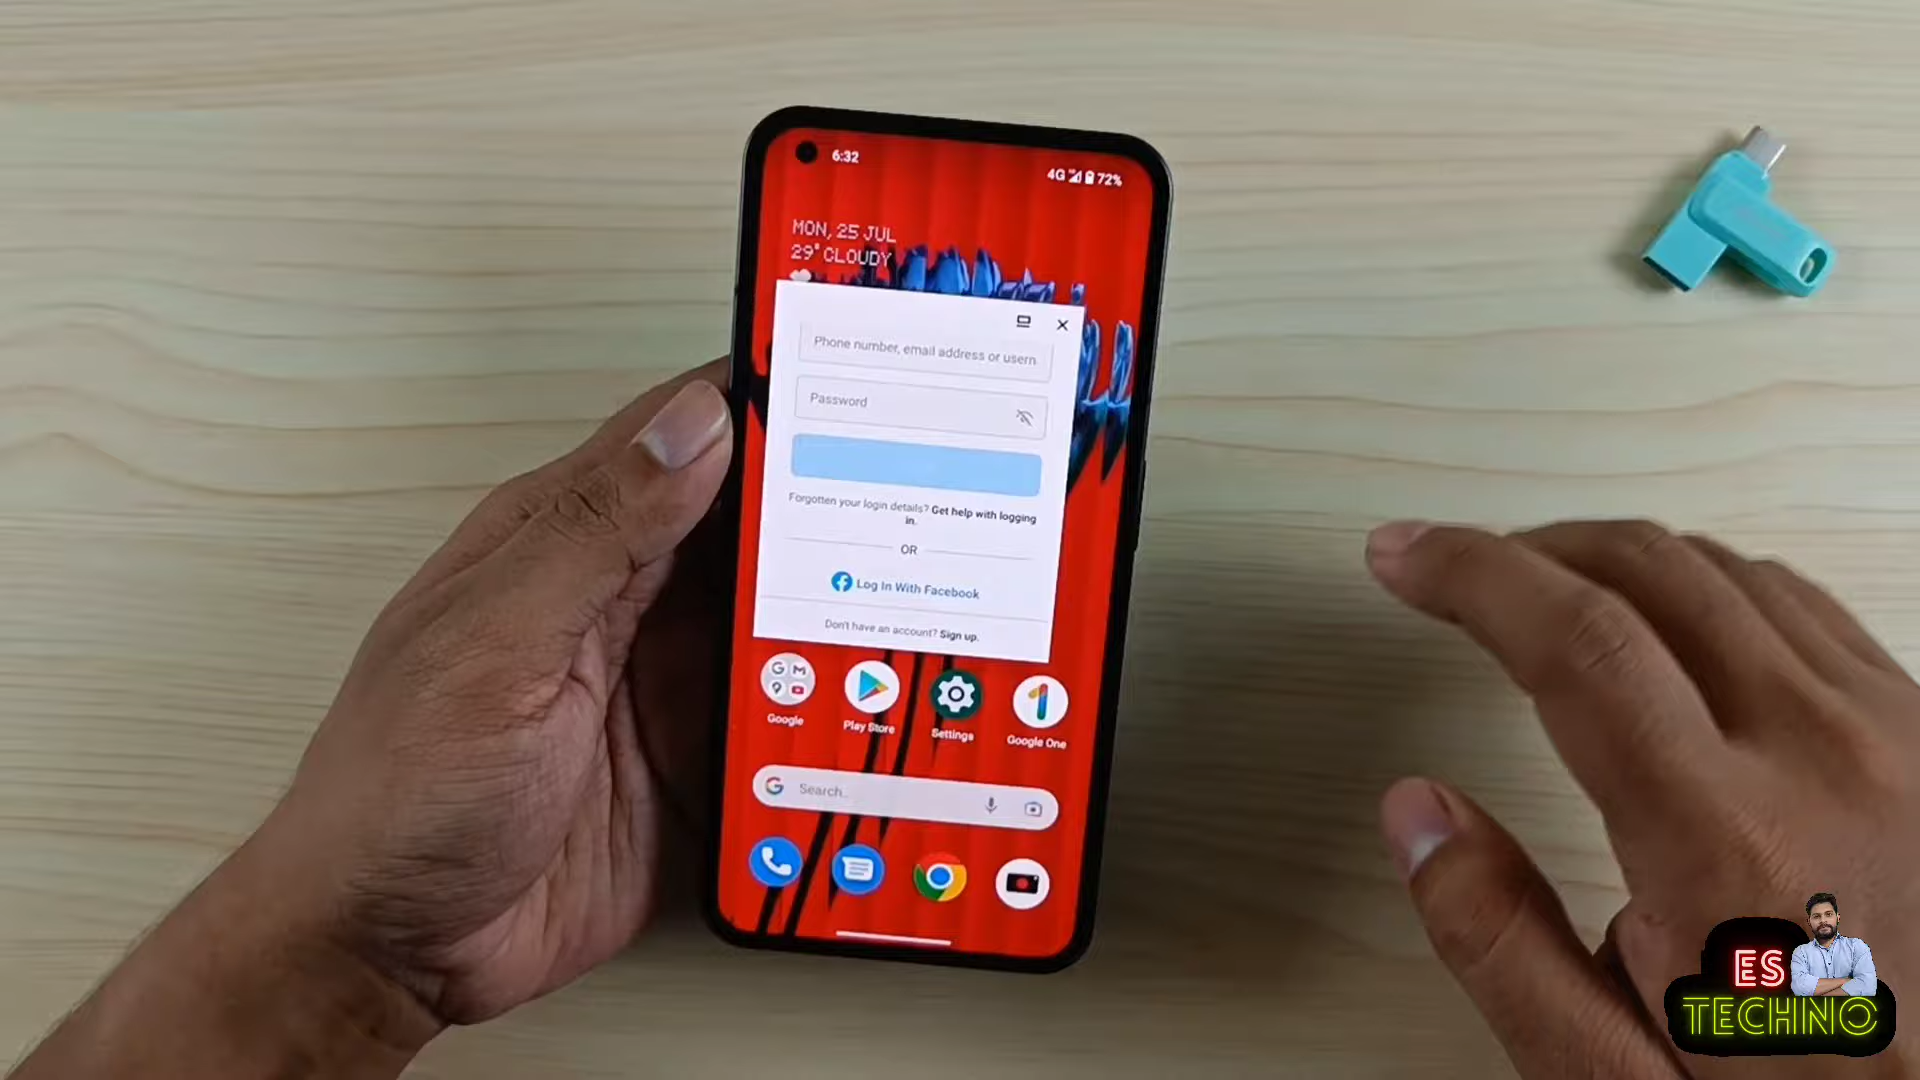 6:32
4G 72%
MON, 25 JUL
29° CLOUDY
Phone number, email address or usern
Password
Forgotten your login details? Get help with logging
in.
OR
Log In With Facebook
Don't have an account? Sign up.
Google
Play Store
Settings
Google One
Search...
ES
TECHNO